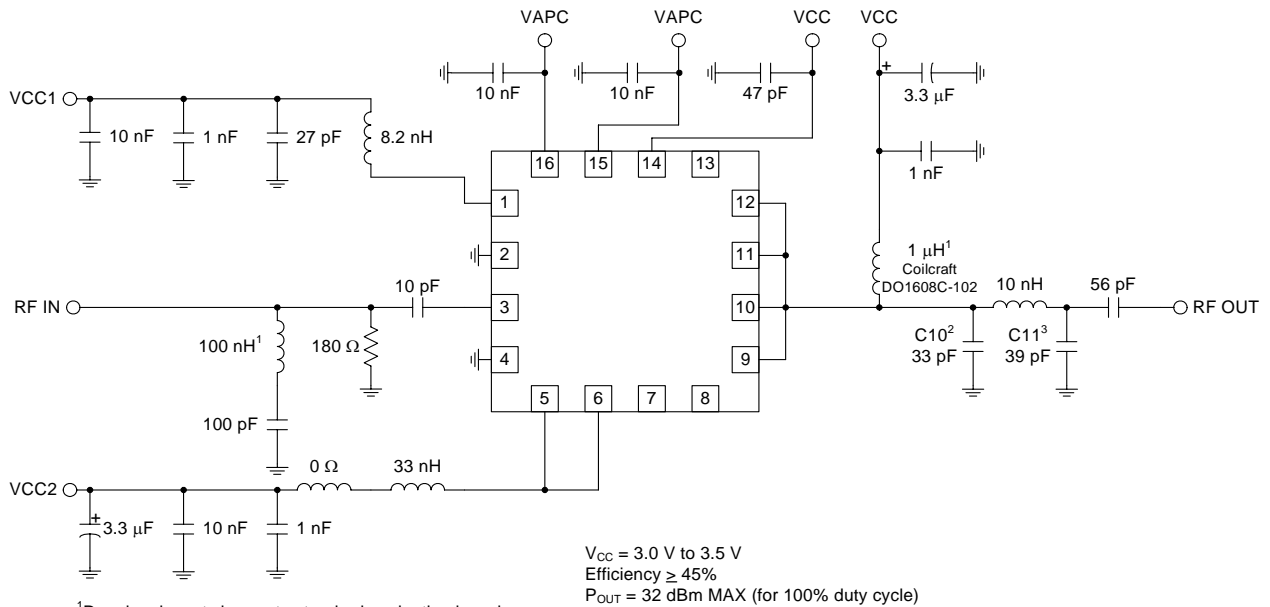 VAPC
VAPC
VCC
VCC
10 nF
10 nF
47 pF
+
3.3 µF
VCC1
10 nF
1 nF
27 pF
8.2 nH
1 nF
16
15
14
13
1
2
3
4
12
11
10
9
5
6
7
8
1 µH¹
Coilcraft
DO1608C-102
RF IN
10 pF
100 nH¹
180 Ω
100 pF
10 nH
56 pF
RF OUT
C10²
33 pF
C11³
39 pF
VCC2
0 Ω
33 nH
+
3.3 µF
10 nF
1 nF
VCC = 3.0 V to 3.5 V
Efficiency ≥ 45%
POUT = 32 dBm MAX (for 100% duty cycle)